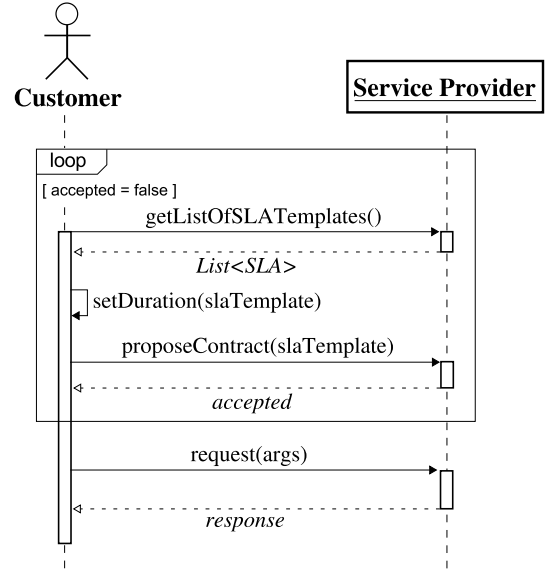 Customer
Service Provider
loop
[ accepted = false ]
getListOfSLATemplates()
List<SLA>
setDuration(slaTemplate)
proposeContract(slaTemplate)
accepted
request(args)
response